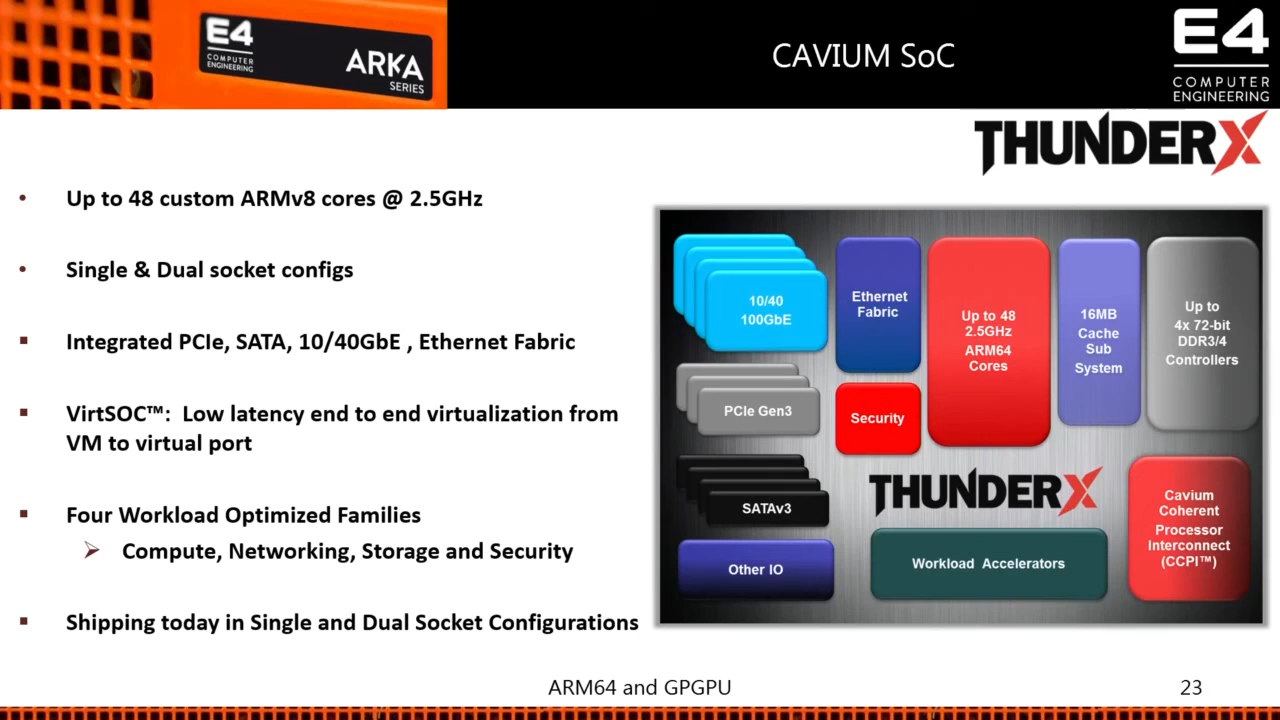 E4
COMPUTER
ENGINEERING
ARKA
SERIES
CAVIUM SoC
E4
COMPUTER
ENGINEERING
THUNDERX
• Up to 48 custom ARMv8 cores @ 2.5GHz
• Single & Dual socket configs
▪ Integrated PCIe, SATA, 10/40GbE , Ethernet Fabric
▪ VirtSOC™: Low latency end to end virtualization from
VM to virtual port
▪ Four Workload Optimized Families
➢ Compute, Networking, Storage and Security
▪ Shipping today in Single and Dual Socket Configurations
10/40
100GbE
Ethernet
Fabric
Up to 48
2.5GHz
ARM64
Cores
16MB
Cache
Sub
System
Up to
4x 72-bit
DDR3/4
Controllers
PCIe Gen3
Security
SATAv3
THUNDERX
Cavium
Coherent
Processor
Interconnect
(CCPI™)
Other IO
Workload Accelerators
ARM64 and GPGPU
23